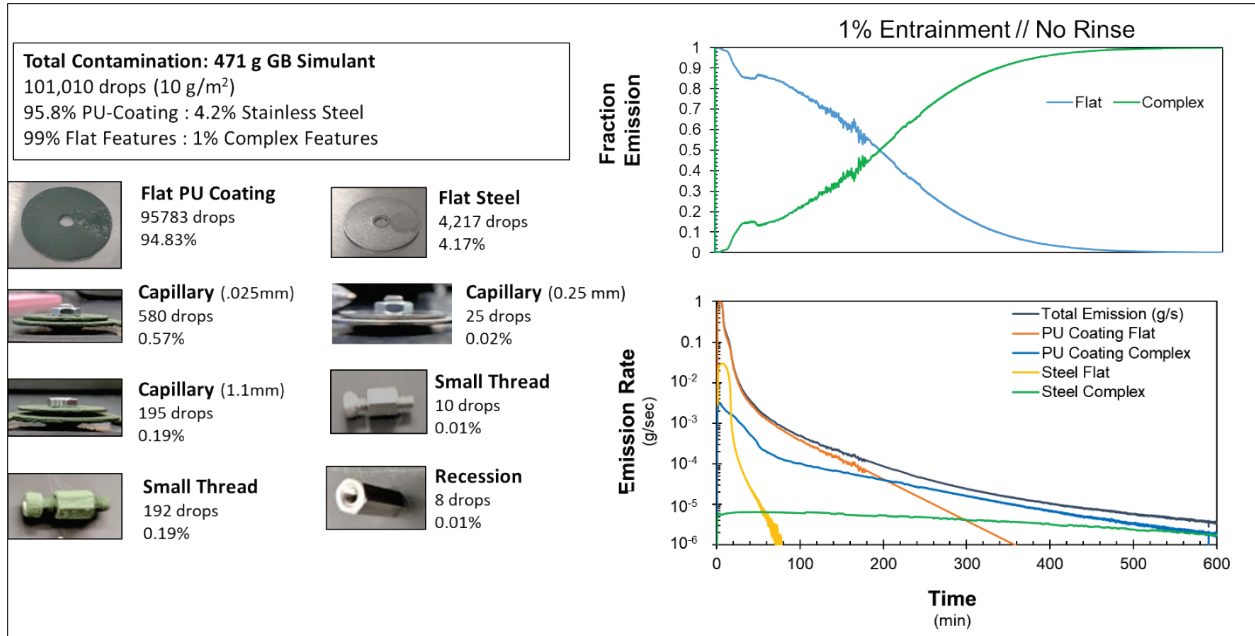 Total Contamination: 471 g GB Simulant
101,010 drops (10 g/m²)
95.8% PU-Coating : 4.2% Stainless Steel
99% Flat Features : 1% Complex Features
Flat PU Coating
95783 drops
94.83%
Flat Steel
4,217 drops
4.17%
Capillary (.025mm)
580 drops
0.57%
Capillary (0.25 mm)
25 drops
0.02%
Capillary (1.1mm)
195 drops
0.19%
Small Thread
10 drops
0.01%
Small Thread
192 drops
0.19%
Recession
8 drops
0.01%
1% Entrainment // No Rinse
Fraction
Emission
1
0.9
0.8
0.7
0.6
0.5
0.4
0.3
0.2
0.1
0
Flat
Complex
Emission Rate
(g/sec)
1
0.1
10⁻²
10⁻³
10⁻⁴
10⁻⁵
10⁻⁶
Total Emission (g/s)
PU Coating Flat
PU Coating Complex
Steel Flat
Steel Complex
0 100 200 300 400 500 600
Time
(min)